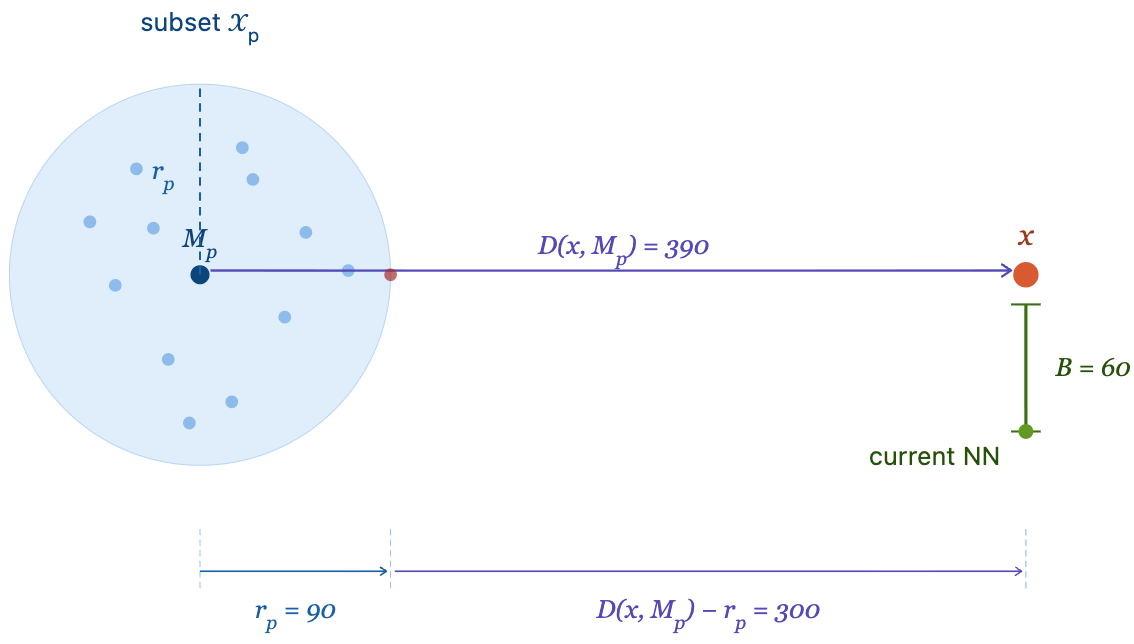 subset 𝒳p
rp
Mp
D(x, Mp) = 390
x
B = 60
current NN
rp = 90
D(x, Mp) − rp = 300